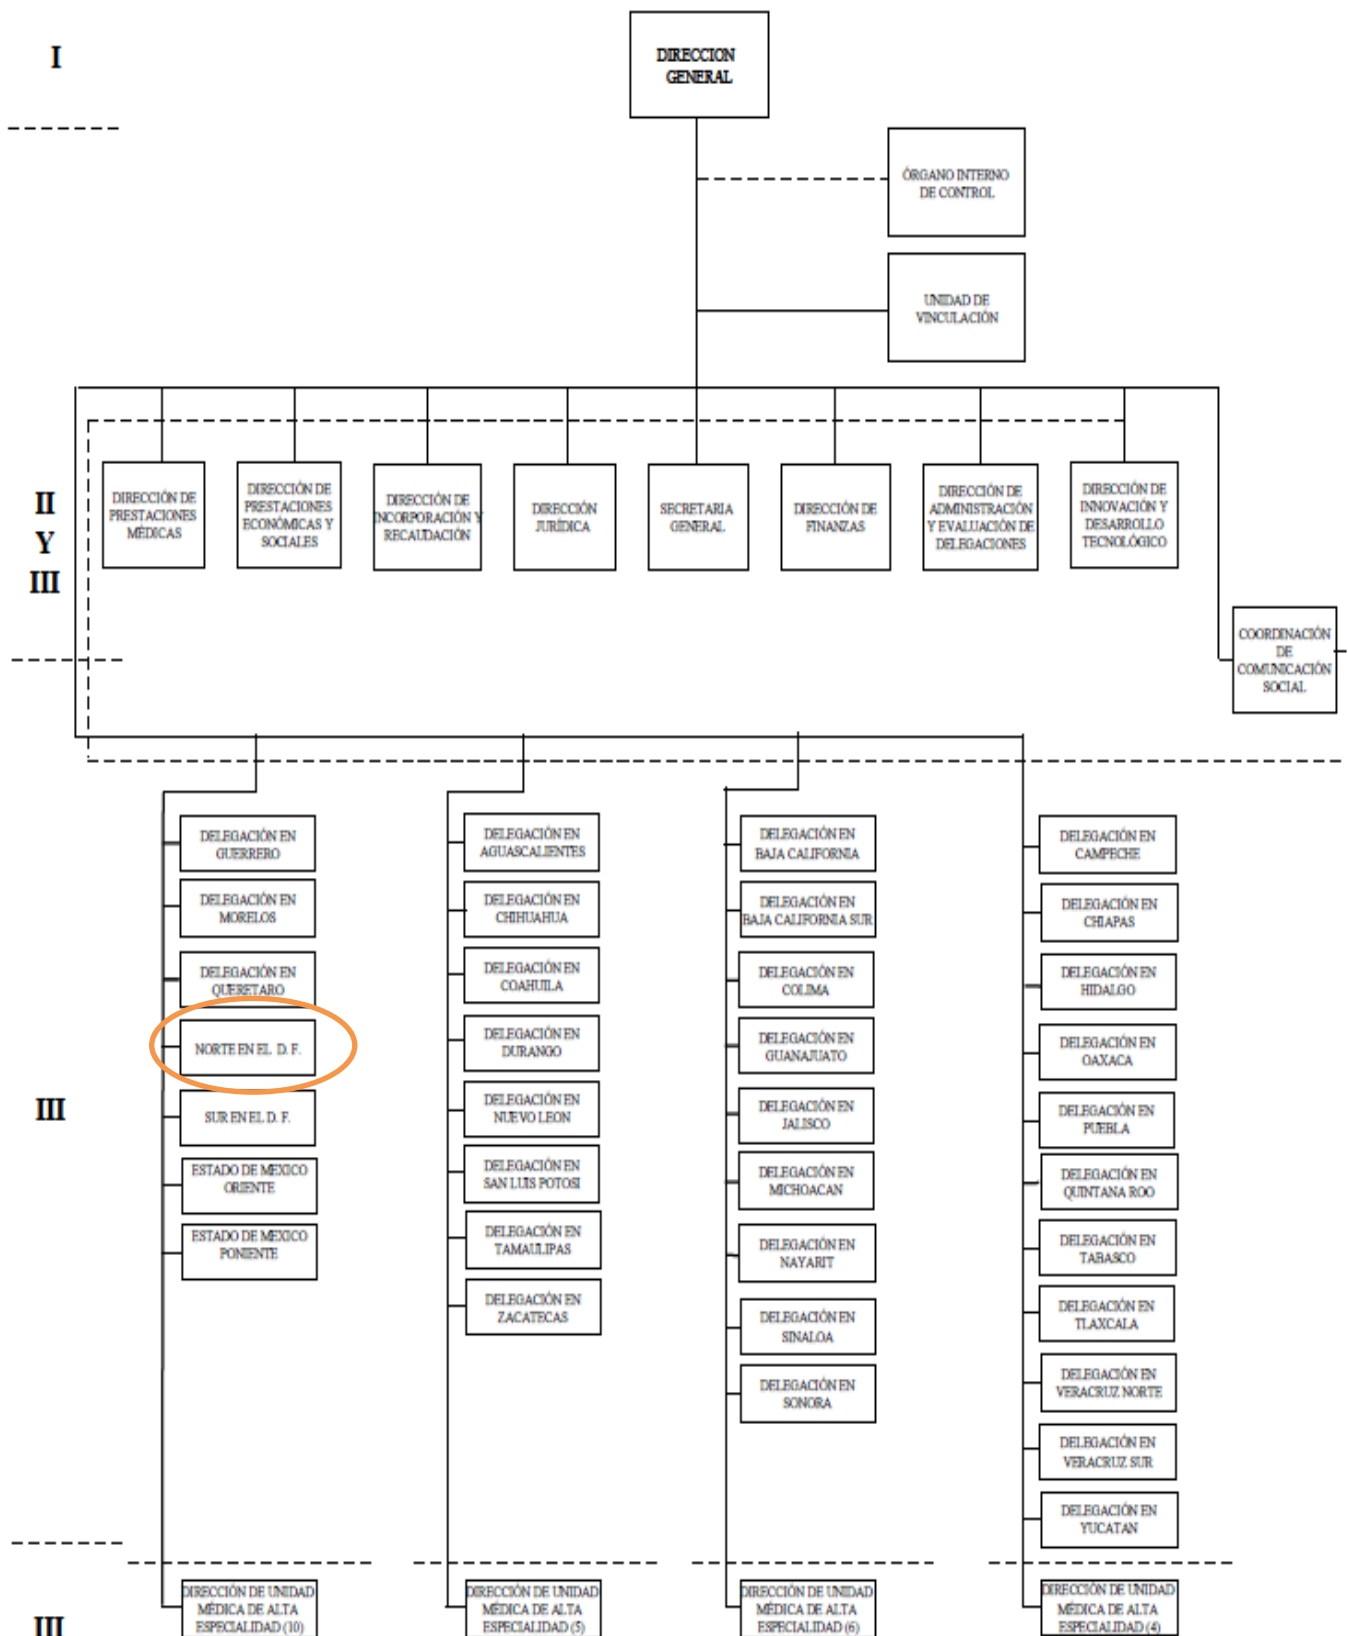 I
DIRECCION
GENERAL
ÓRGANO INTERNO
DE CONTROL
UNIDAD DE
VINCULACIÓN
II
Y
III
DIRECCIÓN DE
PRESTACIONES
MÉDICAS
DIRECCIÓN DE
PRESTACIONES
ECONÓMICAS Y
SOCIALES
DIRECCIÓN DE
INCORPORACIÓN Y
RECAUDACIÓN
DIRECCIÓN
JURÍDICA
SECRETARIA
GENERAL
DIRECCIÓN DE
FINANZAS
DIRECCIÓN DE
ADMINISTRACIÓN
Y EVALUACIÓN DE
DELEGACIONES
DIRECCIÓN DE
INNOVACIÓN Y
DESARROLLO
TECNOLÓGICO
COORDINACIÓN
DE
COMUNICACIÓN
SOCIAL
III
DELEGACIÓN EN
GUERRERO
DELEGACIÓN EN
MORELOS
DELEGACIÓN EN
QUERETARO
NORTE EN EL D. F.
SUR EN EL D. F.
ESTADO DE MEXICO
ORIENTE
ESTADO DE MEXICO
PONIENTE
DELEGACIÓN EN
AGUASCALIENTES
DELEGACIÓN EN
CHIHUAHUA
DELEGACIÓN EN
COAHUILA
DELEGACIÓN EN
DURANGO
DELEGACIÓN EN
NUEVO LEON
DELEGACIÓN EN
SAN LUIS POTOSI
DELEGACIÓN EN
TAMAULIPAS
DELEGACIÓN EN
ZACATECAS
DELEGACIÓN EN
BAJA CALIFORNIA
DELEGACIÓN EN
BAJA CALIFORNIA SUR
DELEGACIÓN EN
COLIMA
DELEGACIÓN EN
GUANAJUATO
DELEGACIÓN EN
JALISCO
DELEGACIÓN EN
MICHOACAN
DELEGACIÓN EN
NAYARIT
DELEGACIÓN EN
SINALOA
DELEGACIÓN EN
SONORA
DELEGACIÓN EN
CAMPECHE
DELEGACIÓN EN
CHIAPAS
DELEGACIÓN EN
HIDALGO
DELEGACIÓN EN
OAXACA
DELEGACIÓN EN
PUEBLA
DELEGACIÓN EN
QUINTANA ROO
DELEGACIÓN EN
TABASCO
DELEGACIÓN EN
TLAXCALA
DELEGACIÓN EN
VERACRUZ NORTE
DELEGACIÓN EN
VERACRUZ SUR
DELEGACIÓN EN
YUCATAN
III
DIRECCIÓN DE UNIDAD
MÉDICA DE ALTA
ESPECIALIDAD (10)
DIRECCIÓN DE UNIDAD
MÉDICA DE ALTA
ESPECIALIDAD (5)
DIRECCIÓN DE UNIDAD
MÉDICA DE ALTA
ESPECIALIDAD (6)
DIRECCIÓN DE UNIDAD
MÉDICA DE ALTA
ESPECIALIDAD (4)